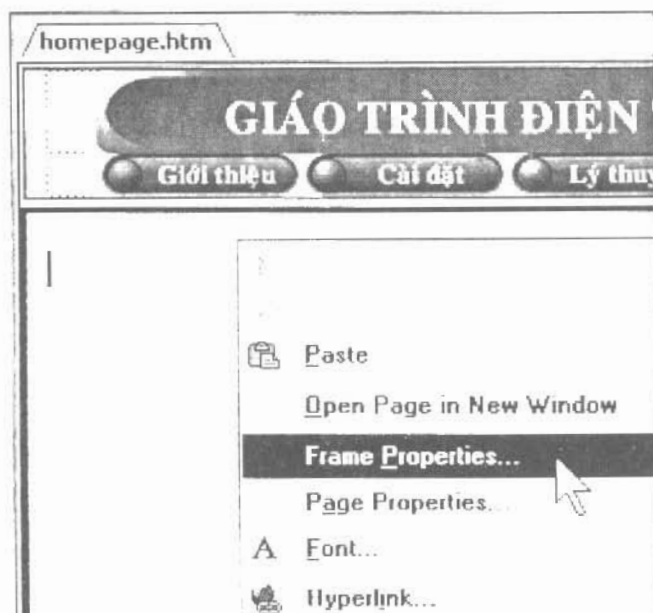 homepage.htm
GIÁO TRÌNH ĐIỆN
Giới thiệu Cài đặt Lý thuy
Paste
Open Page in New Window
Frame Properties...
Page Properties...
Font...
Hyperlink...